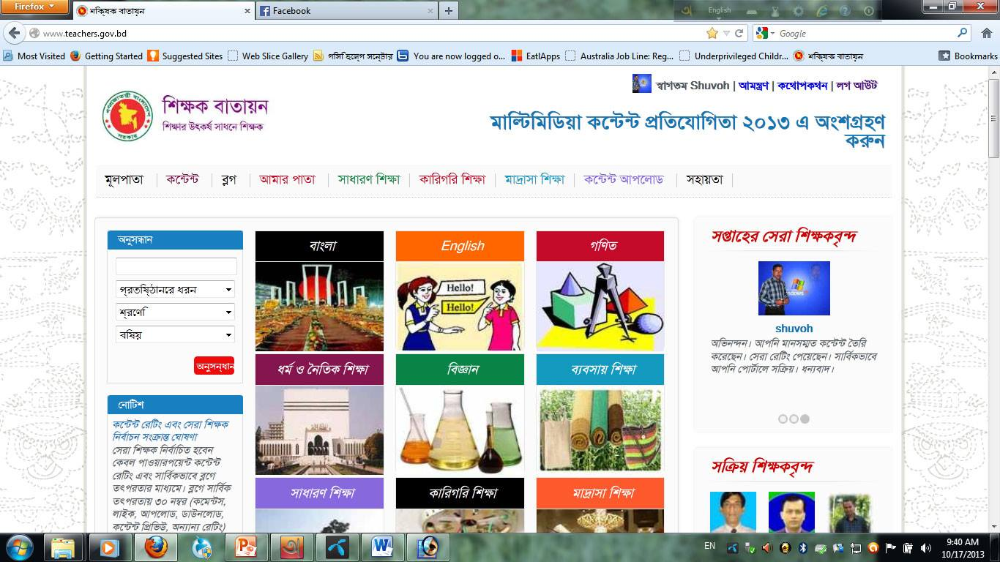 Firefox
শিক্ষক বাতায়ন
Facebook
English
www.teachers.gov.bd
Google
Most Visited
Getting Started
Suggested Sites
Web Slice Gallery
You are now logged o...
EatlApps
Australia Job Line: Reg...
Underprivileged Childr...
শিক্ষক বাতায়ন
Bookmarks
স্বাগতম Shuvoh | আমন্ত্রণ | কথোপকথন | লগ আউট
শিক্ষক বাতায়ন
শিক্ষার উৎকর্ষ সাধনে শিক্ষক
মাল্টিমিডিয়া কন্টেন্ট প্রতিযোগিতা ২০১৩ এ অংশগ্রহণ
করুন
মূলপাতা
কন্টেন্ট
ব্লগ
আমার পাতা
সাধারণ শিক্ষা
কারিগরি শিক্ষা
মাদ্রাসা শিক্ষা
কন্টেন্ট আপলোড
সহায়তা
অনুসন্ধান
প্রতিষ্ঠানের ধরন
শ্রেণি
বিষয়
অনুসন্ধান
নোটিশ
কন্টেন্ট রেটিং এবং সেরা শিক্ষক
নির্বাচন সংক্রান্ত ঘোষণা
সেরা শিক্ষক নির্বাচিত হবেন
কেবল পাওয়ারপয়েন্ট কন্টেন্ট
রেটিং এবং সার্বিকভাবে ব্লগে
তৎপরতার মাধ্যমে। ব্লগে সার্বিক
তৎপরতায় ৩০ নম্বর (কমেন্টস,
লাইক, আপলোড, ডাউনলোড,
কন্টেন্ট প্রিভিউ, অন্যান্য রেটিং)
বাংলা
English
গণিত
Hello!
Hello!
ধর্ম ও নৈতিক শিক্ষা
বিজ্ঞান
ব্যবসায় শিক্ষা
সাধারণ শিক্ষা
কারিগরি শিক্ষা
মাদ্রাসা শিক্ষা
সপ্তাহের সেরা শিক্ষকবৃন্দ
shuvoh
অভিনন্দন। আপনি মানসম্মত কন্টেন্ট তৈরি
করেছেন। সেরা রেটিং পেয়েছেন। সার্বিকভাবে
আপনি পোর্টালে সক্রিয়। ধন্যবাদ।
সক্রিয় শিক্ষকবৃন্দ
EN
9:40 AM
10/17/2013